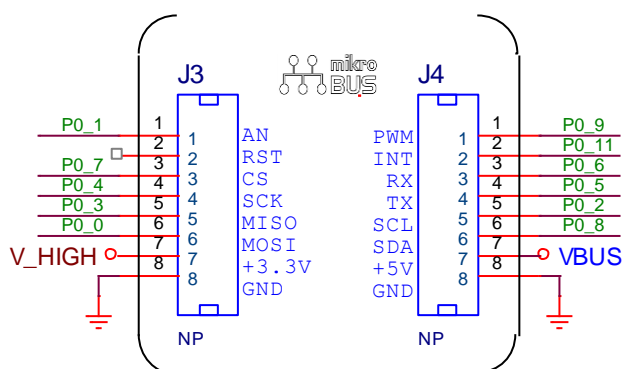 mikro
BUS
J3
J4
P0_1 1 1 AN
2 2 RST
P0_7 3 3 CS
P0_4 4 4 SCK
P0_3 5 5 MISO
P0_0 6 6 MOSI
V_HIGH 7 7 +3.3V
8 8 GND
NP
PWM 1 1 P0_9
INT 2 2 P0_11
RX 3 3 P0_6
TX 4 4 P0_5
SCL 5 5 P0_2
SDA 6 6 P0_8
+5V 7 7 VBUS
GND 8 8
NP